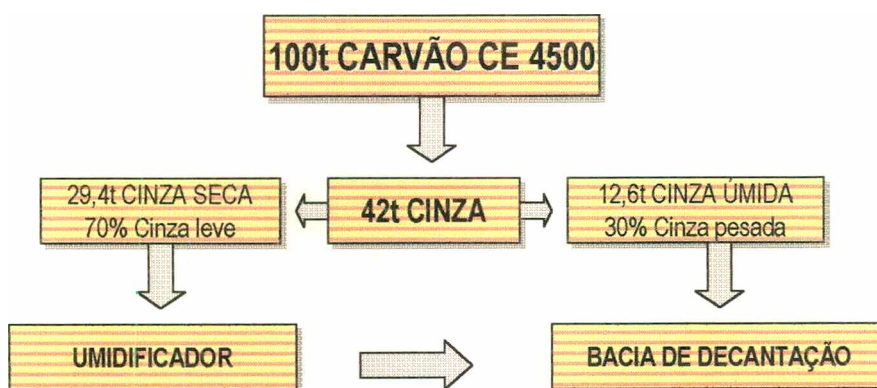 100t CARVÃO CE 4500
29,4t CINZA SECA
70% Cinza leve
42t CINZA
12,6t CINZA ÚMIDA
30% Cinza pesada
UMIDIFICADOR
BACIA DE DECANTAÇÃO